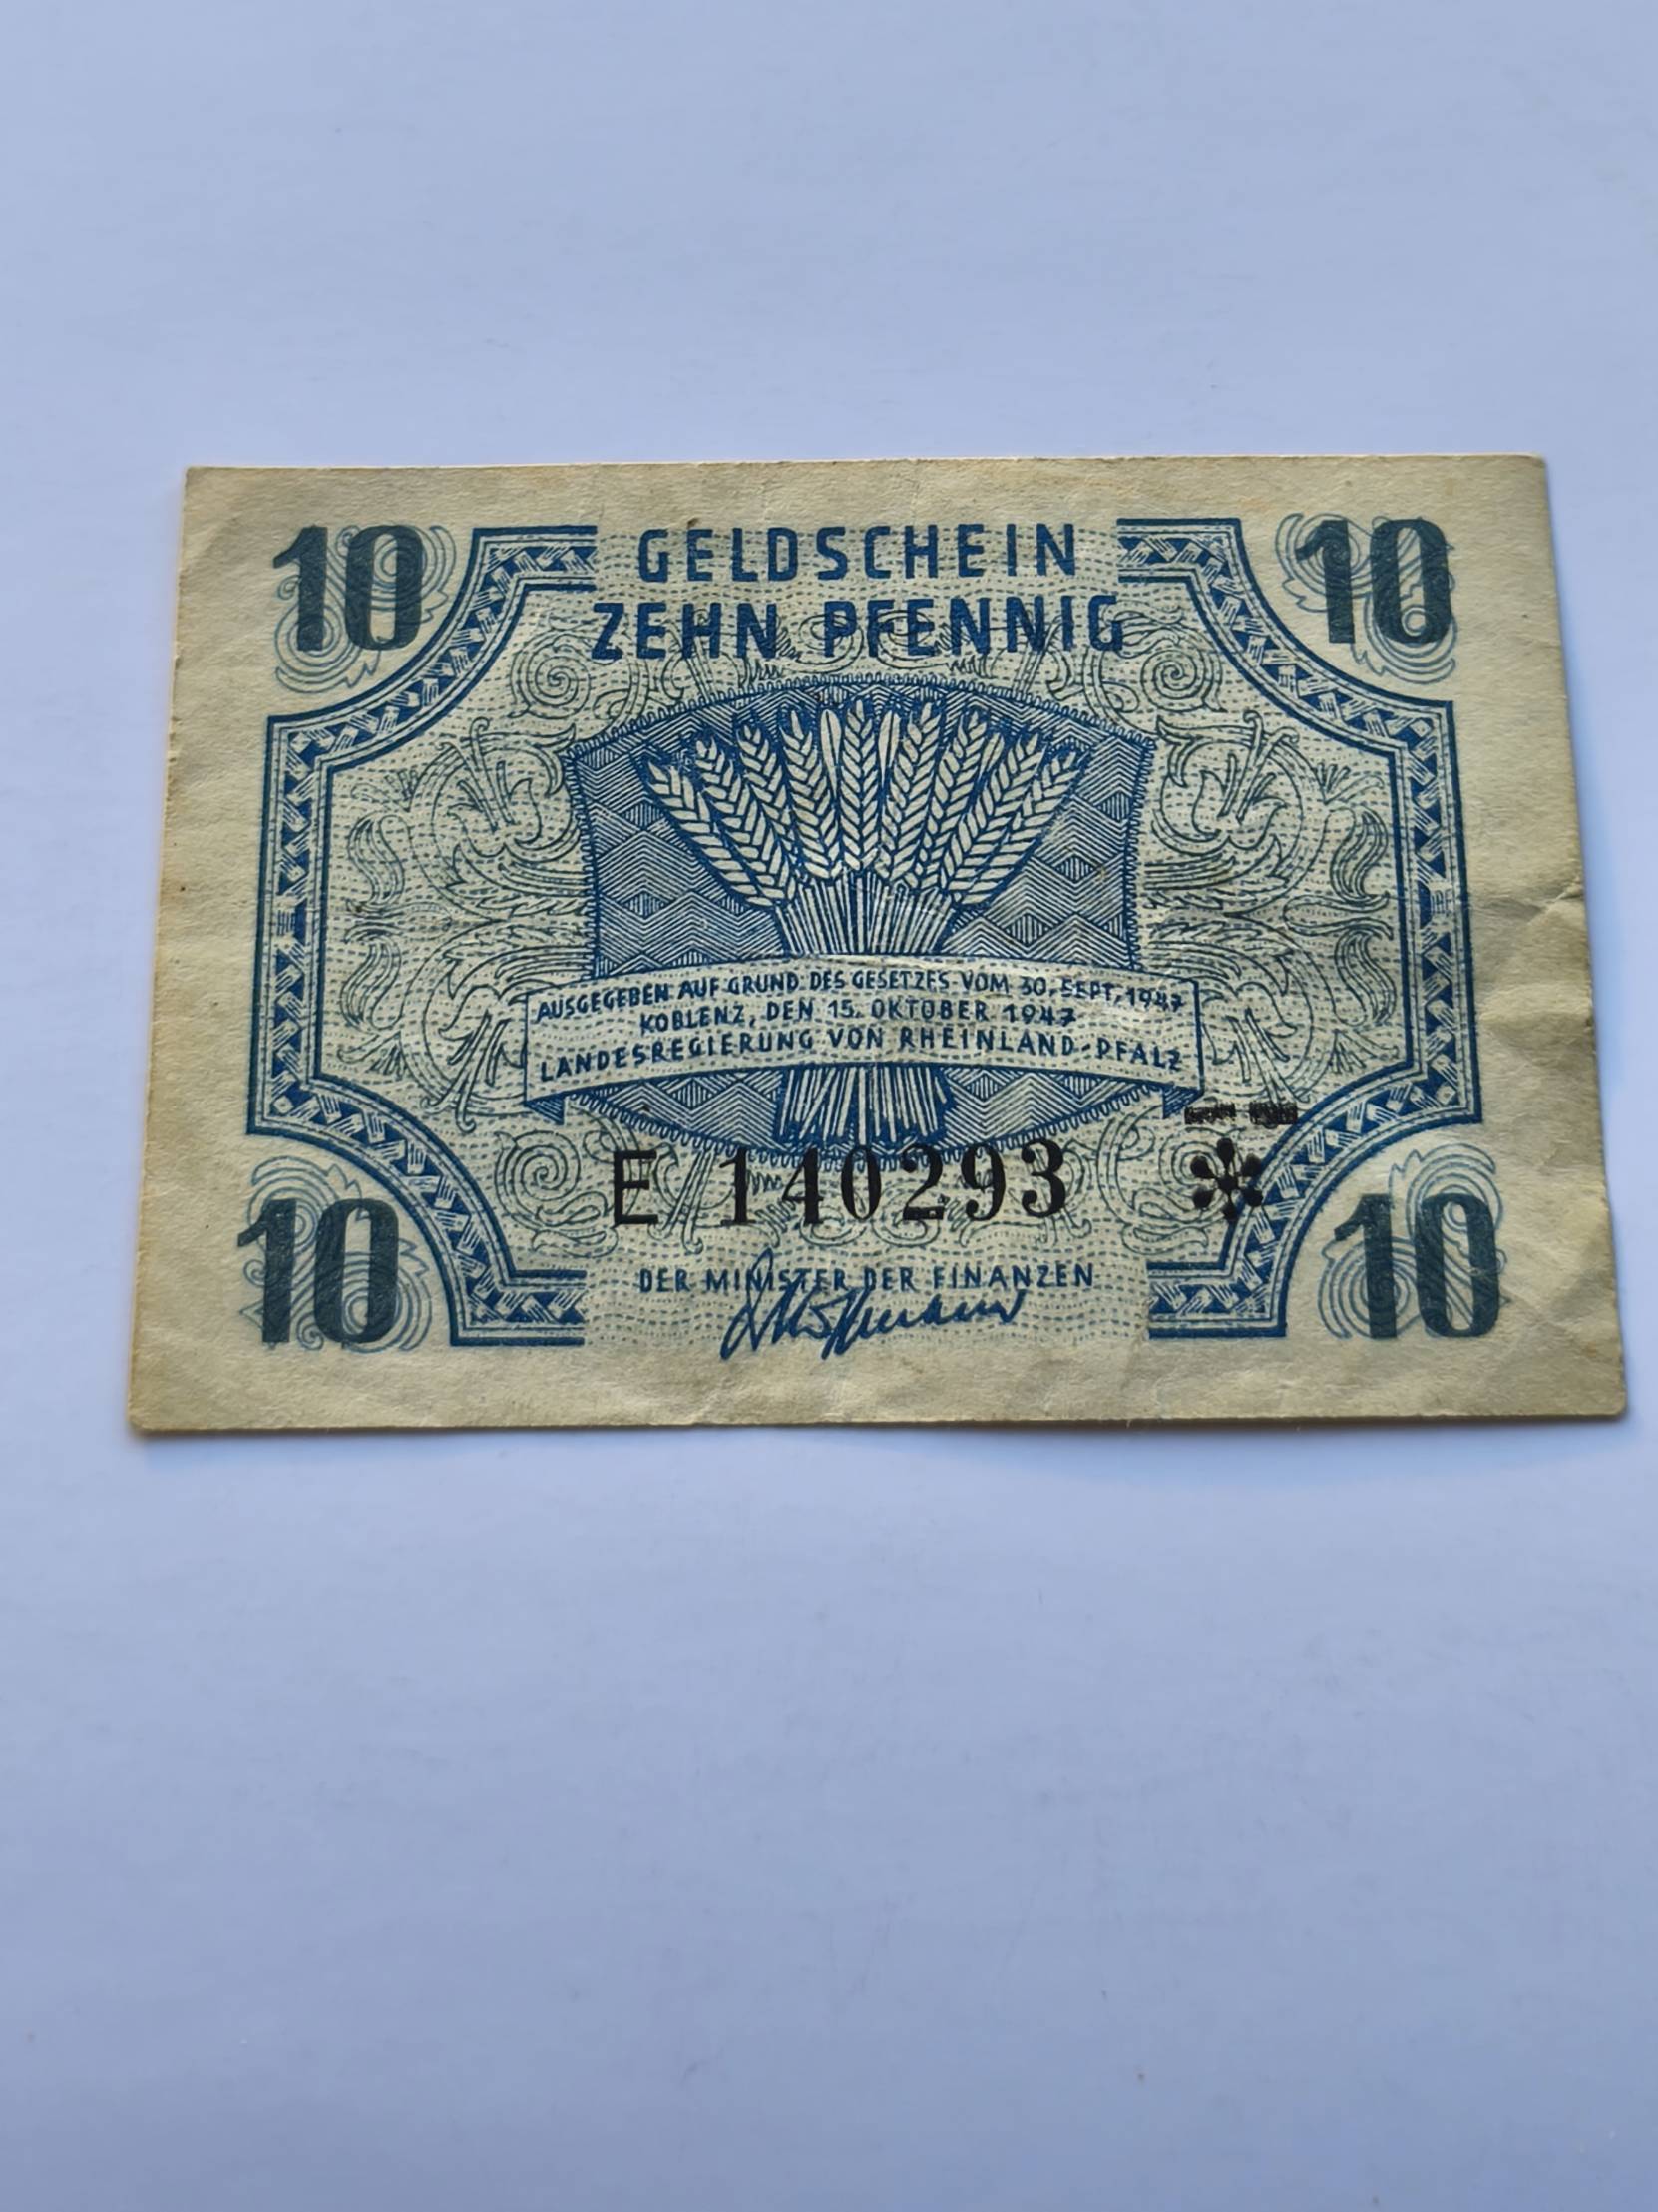 10 GELDSCHEIN 10
ZEHN PFENNIG
AUSGEGEBEN AUF GRUND DES GESETZES VOM 30. SEPT. 1947
KOBLENZ, DEN 15. OKTOBER 1947
LANDESREGIERUNG VON RHEINLAND-PFALZ
E 140293 *
10 DER MINISTER DER FINANZEN 10